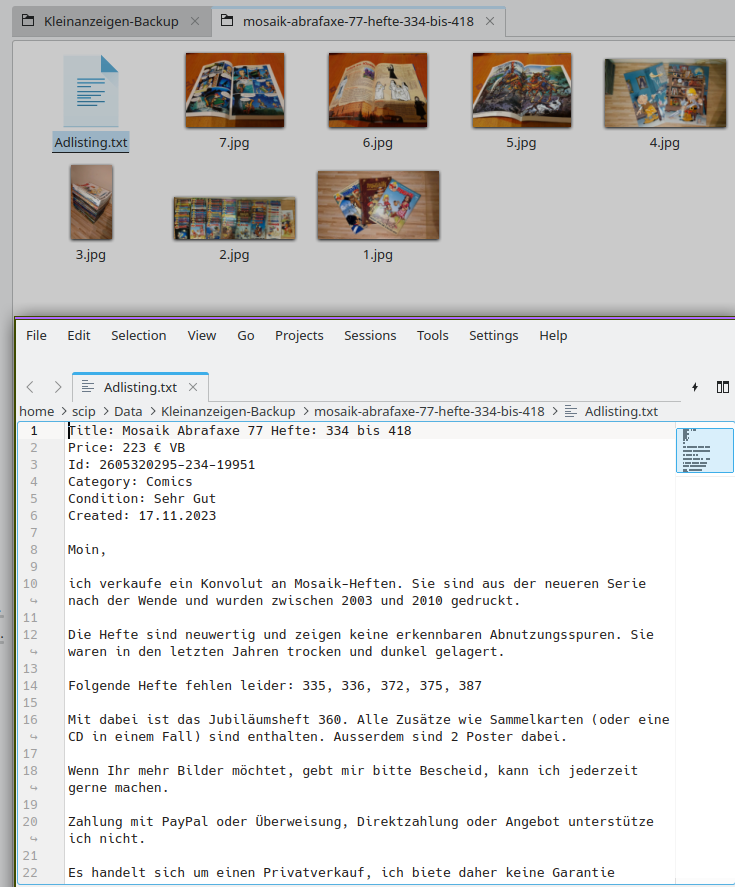 Kleinanzeigen-Backup
mosaik-abrafaxe-77-hefte-334-bis-418
Adlisting.txt
7.jpg
6.jpg
5.jpg
4.jpg
3.jpg
2.jpg
1.jpg
File Edit Selection View Go Projects Sessions Tools Settings Help
Adlisting.txt
home > scip > Data > Kleinanzeigen-Backup > mosaik-abrafaxe-77-hefte-334-bis-418 > Adlisting.txt
1 Title: Mosaik Abrafaxe 77 Hefte: 334 bis 418
2 Price: 223 € VB
3 Id: 2605320295-234-19951
4 Category: Comics
5 Condition: Sehr Gut
6 Created: 17.11.2023
7
8 Moin,
9
10 ich verkaufe ein Konvolut an Mosaik-Heften. Sie sind aus der neueren Serie
nach der Wende und wurden zwischen 2003 und 2010 gedruckt.
11
12 Die Hefte sind neuwertig und zeigen keine erkennbaren Abnutzungsspuren. Sie
waren in den letzten Jahren trocken und dunkel gelagert.
13
14 Folgende Hefte fehlen leider: 335, 336, 372, 375, 387
15
16 Mit dabei ist das Jubiläumsheft 360. Alle Zusätze wie Sammelkarten (oder eine
CD in einem Fall) sind enthalten. Ausserdem sind 2 Poster dabei.
17
18 Wenn Ihr mehr Bilder möchtet, gebt mir bitte Bescheid, kann ich jederzeit
gerne machen.
19
20 Zahlung mit PayPal oder Überweisung, Direktzahlung oder Angebot unterstütze
ich nicht.
21
22 Es handelt sich um einen Privatverkauf, ich biete daher keine Garantie